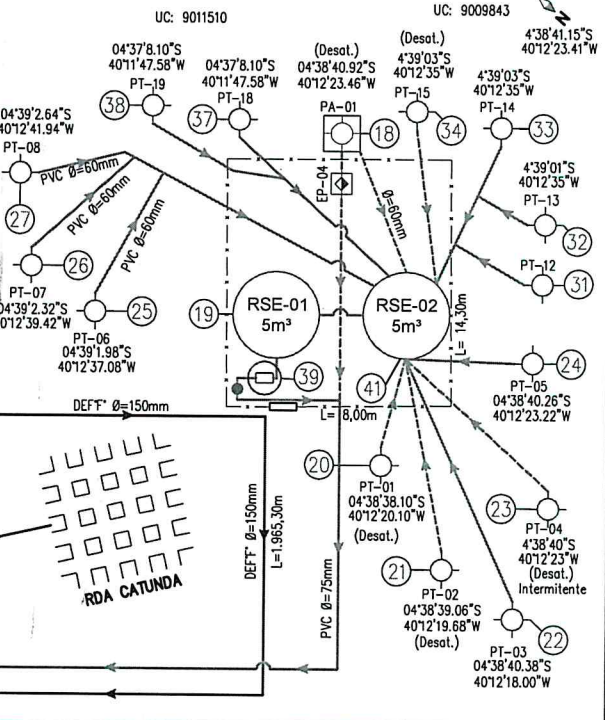 UC: 9011510
UC: 9009843
N
4°38'41.15"S
40°12'23.41"W
04°37'8.10"S
40°11'47.58"W
PT-19
38
04°37'8.10"S
40°11'47.58"W
PT-18
37
(Desat.)
04°38'40.92"S
40°12'23.46"W
PA-01
18
(Desat.)
4°39'03"S
40°12'35"W
PT-15
34
4°39'03"S
40°12'35"W
PT-14
33
04°39'2.64"S
40°12'41.94"W
PT-08
27
PVC Ø=60mm
PVC Ø=60mm
PVC Ø=60mm
EP-04
Ø=60mm
4°39'01"S
40°12'35"W
PT-13
32
PT-12
31
26
PT-07
04°39'2.32"S
40°12'39.42"W
25
PT-06
04°39'1.98"S
40°12'37.08"W
19
RSE-01
5m³
RSE-02
5m³
L= 14,30m
39
41
24
PT-05
04°38'40.26"S
40°12'23.22"W
DEFF° Ø=150mm
L= 8,00m
20
PT-01
04°38'38.10"S
40°12'20.10"W
(Desat.)
23
PT-04
4°38'40"S
40°12'23"W
(Desat.)
Intermitente
RDA CATUNDA
DEFF° Ø=150mm
L=1.965,30m
PVC Ø=75mm
21
PT-02
04°38'39.06"S
40°12'19.68"W
(Desat.)
22
PT-03
04°38'40.38"S
40°12'18.00"W